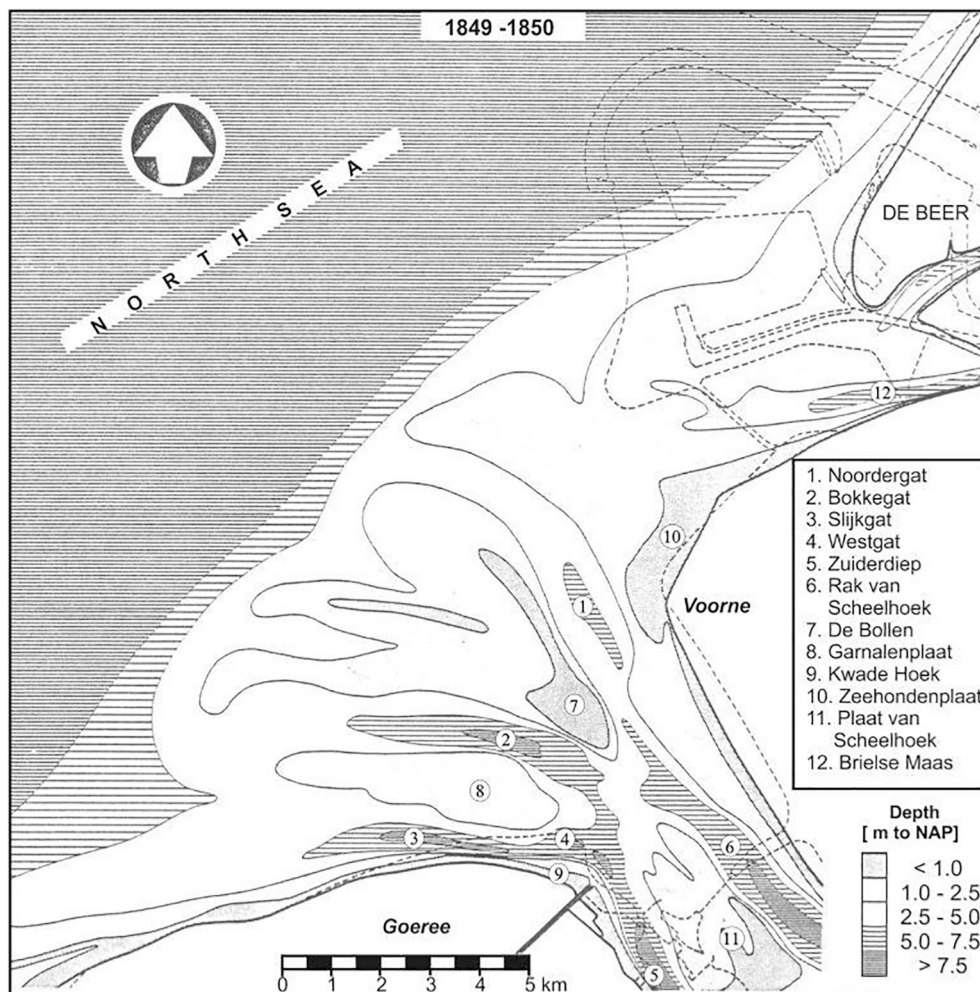 1849 -1850
NORTH SEA
DE BEER
12
1. Noordergat
2. Bokkegat
3. Slijkgat
4. Westgat
5. Zuiderdiep
6. Rak van
Scheelhoek
7. De Bollen
8. Garnalenplaat
9. Kwade Hoek
10. Zeehondenplaat
11. Plaat van
Scheelhoek
12. Brielse Maas
10
Voorne
1
7
2
8
3
4
6
9
Goeree
11
5
0 1 2 3 4 5 km
Depth
[ m to NAP]
< 1.0
1.0 - 2.5
2.5 - 5.0
5.0 - 7.5
> 7.5